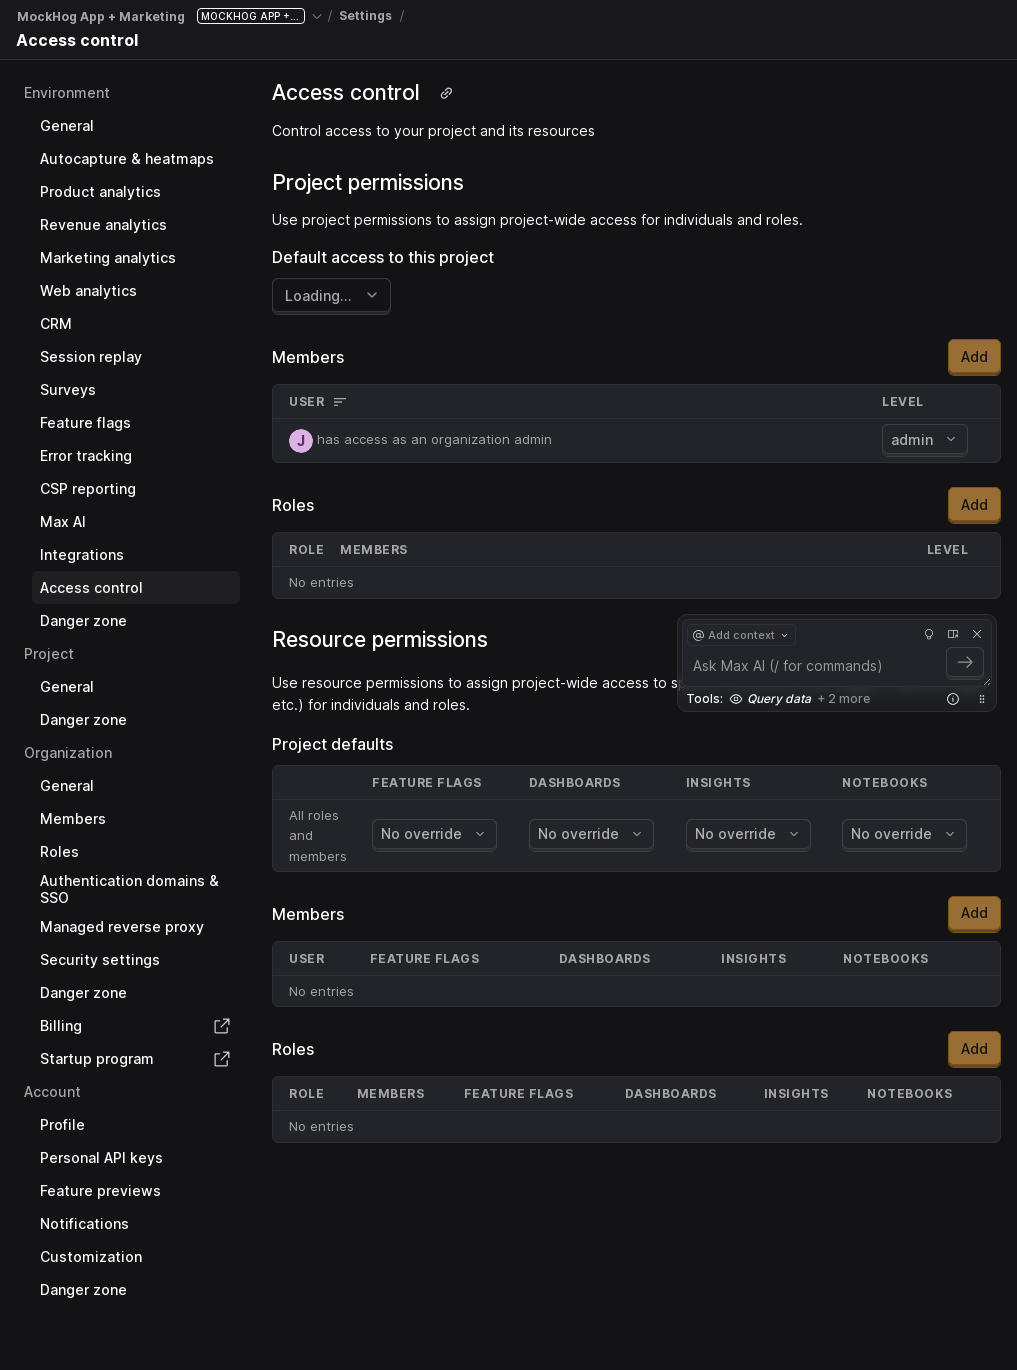 MockHog App + Marketing MOCKHOG APP +... / Settings /
Access control
Environment
General
Autocapture & heatmaps
Product analytics
Revenue analytics
Marketing analytics
Web analytics
CRM
Session replay
Surveys
Feature flags
Error tracking
CSP reporting
Max AI
Integrations
Access control
Danger zone
Project
General
Danger zone
Organization
General
Members
Roles
Authentication domains &
SSO
Managed reverse proxy
Security settings
Danger zone
Billing
Startup program
Account
Profile
Personal API keys
Feature previews
Notifications
Customization
Danger zone
Access control
Control access to your project and its resources
Project permissions
Use project permissions to assign project-wide access for individuals and roles.
Default access to this project
Loading...
Members
Add
USER LEVEL
J has access as an organization admin admin
Roles
Add
ROLE MEMBERS LEVEL
No entries
Resource permissions
Use resource permissions to assign project-wide access to
etc.) for individuals and roles.
@ Add context
Ask Max AI (/ for commands)
Tools: Query data + 2 more
Project defaults
FEATURE FLAGS DASHBOARDS INSIGHTS NOTEBOOKS
All roles
and
members
No override No override No override No override
Members
Add
USER FEATURE FLAGS DASHBOARDS INSIGHTS NOTEBOOKS
No entries
Roles
Add
ROLE MEMBERS FEATURE FLAGS DASHBOARDS INSIGHTS NOTEBOOKS
No entries